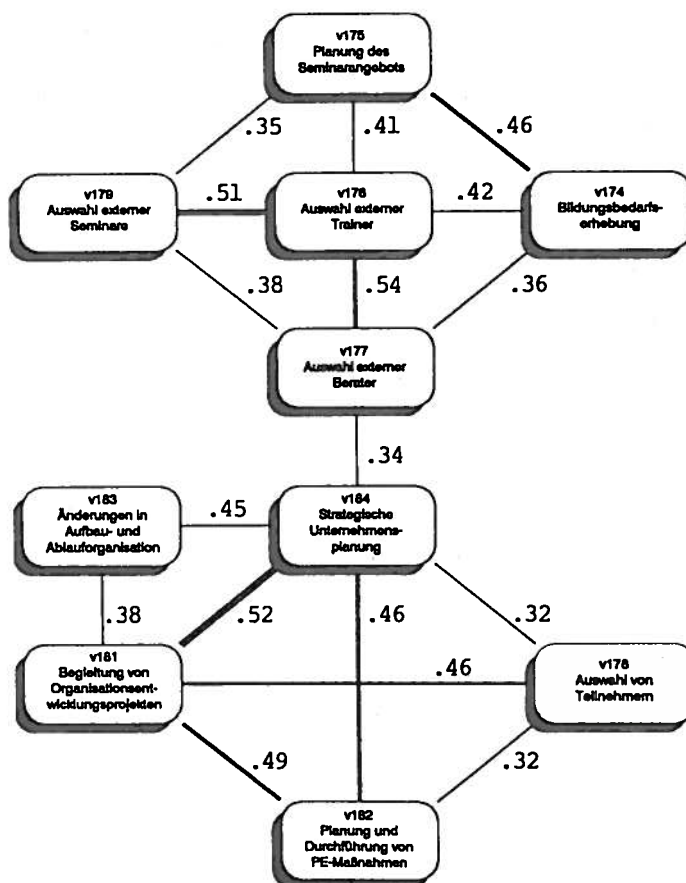 v175
Planung des
Seminarangebots
.35
.41
.46
v179
Auswahl externer
Seminare
.51
v176
Auswahl externer
Trainer
.42
v174
Bildungsbedarfs-
erhebung
.38
.54
.36
v177
Auswahl externer
Berater
.34
v183
Änderungen in
Aufbau- und
Ablauforganisation
.45
v184
Strategische
Unternehmens-
planung
.38
.52
.46
.32
v181
Begleitung von
Organisationsent-
wicklungsprojekten
.46
v178
Auswahl von
Teilnehmern
.49
.32
v182
Planung und
Durchführung von
PE-Maßnahmen